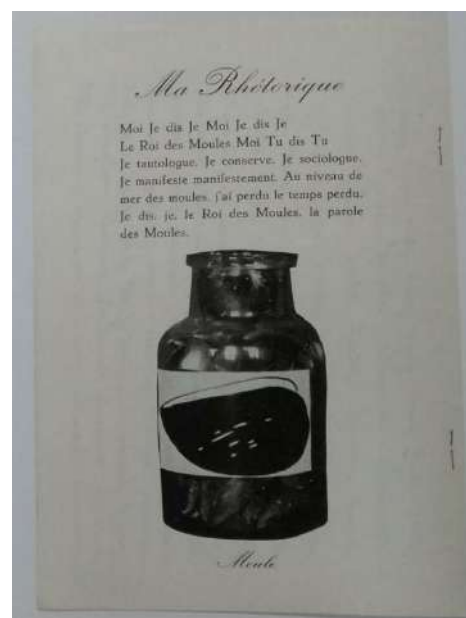 Ma Rhétorique
Moi Je dis Je Moi Je dis Je
Le Roi des Moules Moi Tu dis Tu
Je tautologue. Je conserve. Je sociologue.
Je manifeste manifestement. Au niveau de
mer des moules, j'ai perdu le temps perdu.
Je dis, je, le Roi des Moules, la parole
des Moules.
Moule